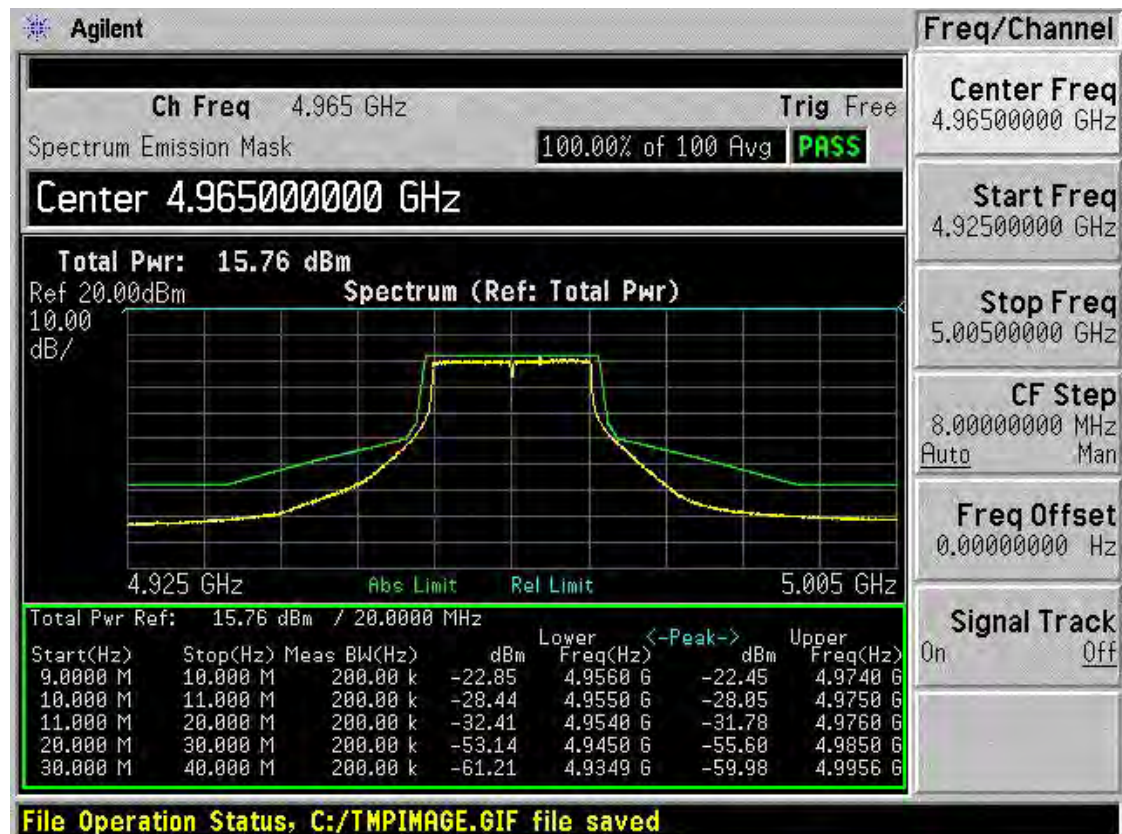 Agilent
Freq/Channel
Ch Freq 4.965 GHz Trig Free
Spectrum Emission Mask 100.00% of 100 Avg PASS
Center 4.965000000 GHz
Total Pwr: 15.76 dBm
Ref 20.00dBm Spectrum (Ref: Total Pwr)
10.00
dB/
4.925 GHz Abs Limit Rel Limit 5.005 GHz
Total Pwr Ref: 15.76 dBm / 20.0000 MHz
Lower <-Peak-> Upper
Start(Hz) Stop(Hz) Meas BW(Hz) dBm Freq(Hz) dBm Freq(Hz)
9.0000 M 10.000 M 200.00 k -22.85 4.9560 G -22.45 4.9740 G
10.000 M 11.000 M 200.00 k -28.44 4.9550 G -28.05 4.9750 G
11.000 M 20.000 M 200.00 k -32.41 4.9540 G -31.78 4.9760 G
20.000 M 30.000 M 200.00 k -53.14 4.9450 G -55.60 4.9850 G
30.000 M 40.000 M 200.00 k -61.21 4.9349 G -59.98 4.9956 G
Center Freq
4.96500000 GHz
Start Freq
4.92500000 GHz
Stop Freq
5.00500000 GHz
CF Step
8.00000000 MHz
Auto Man
Freq Offset
0.00000000 Hz
Signal Track
On Off
File Operation Status, C:/TMPIMAGE.GIF file saved